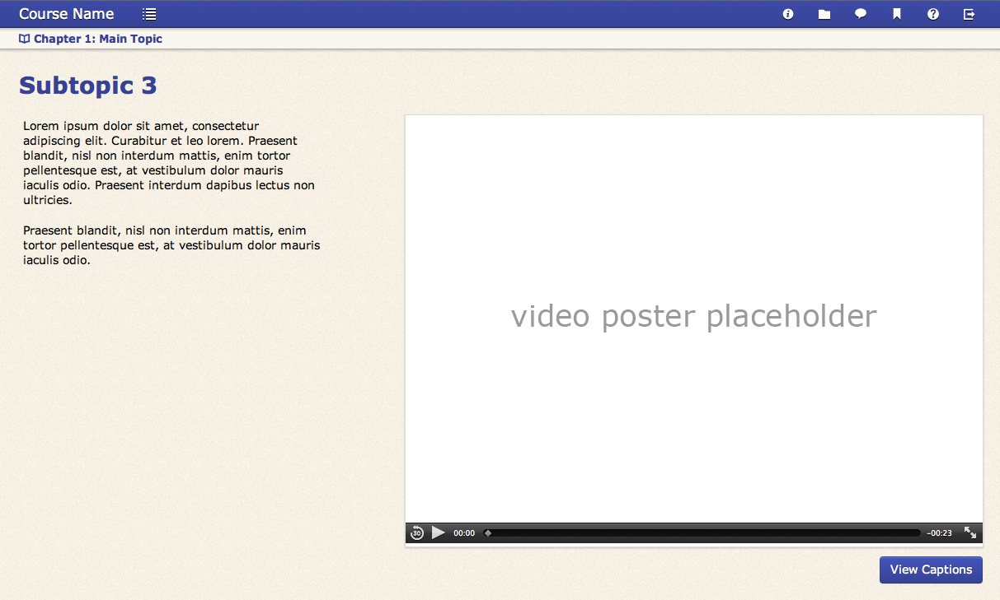 Course Name
Chapter 1: Main Topic
Subtopic 3
Lorem ipsum dolor sit amet, consectetur
adipiscing elit. Curabitur et leo lorem. Praesent
blandit, nisl non interdum mattis, enim tortor
pellentesque est, at vestibulum dolor mauris
iaculis odio. Praesent interdum dapibus lectus non
ultricies.
Praesent blandit, nisl non interdum mattis, enim
tortor pellentesque est, at vestibulum dolor mauris
iaculis odio.
video poster placeholder
30
00:00
-00:23
View Captions